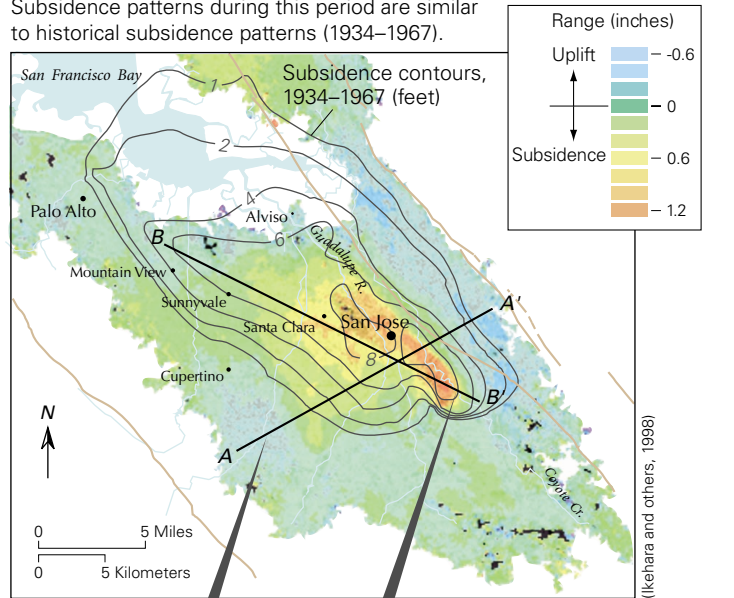 Subsidence patterns during this period are similar
to historical subsidence patterns (1934–1967).
Range (inches)
Uplift
Subsidence
-0.6
0
0.6
1.2
San Francisco Bay
Subsidence contours,
1934–1967 (feet)
1
2
4
6
8
Palo Alto
Alviso
B
Guadalupe R.
Mountain View
Sunnyvale
Santa Clara
San Jose
A'
Cupertino
B'
A
N
Coyote Cr.
0
5 Miles
0
5 Kilometers
(Ikehara and others, 1998)